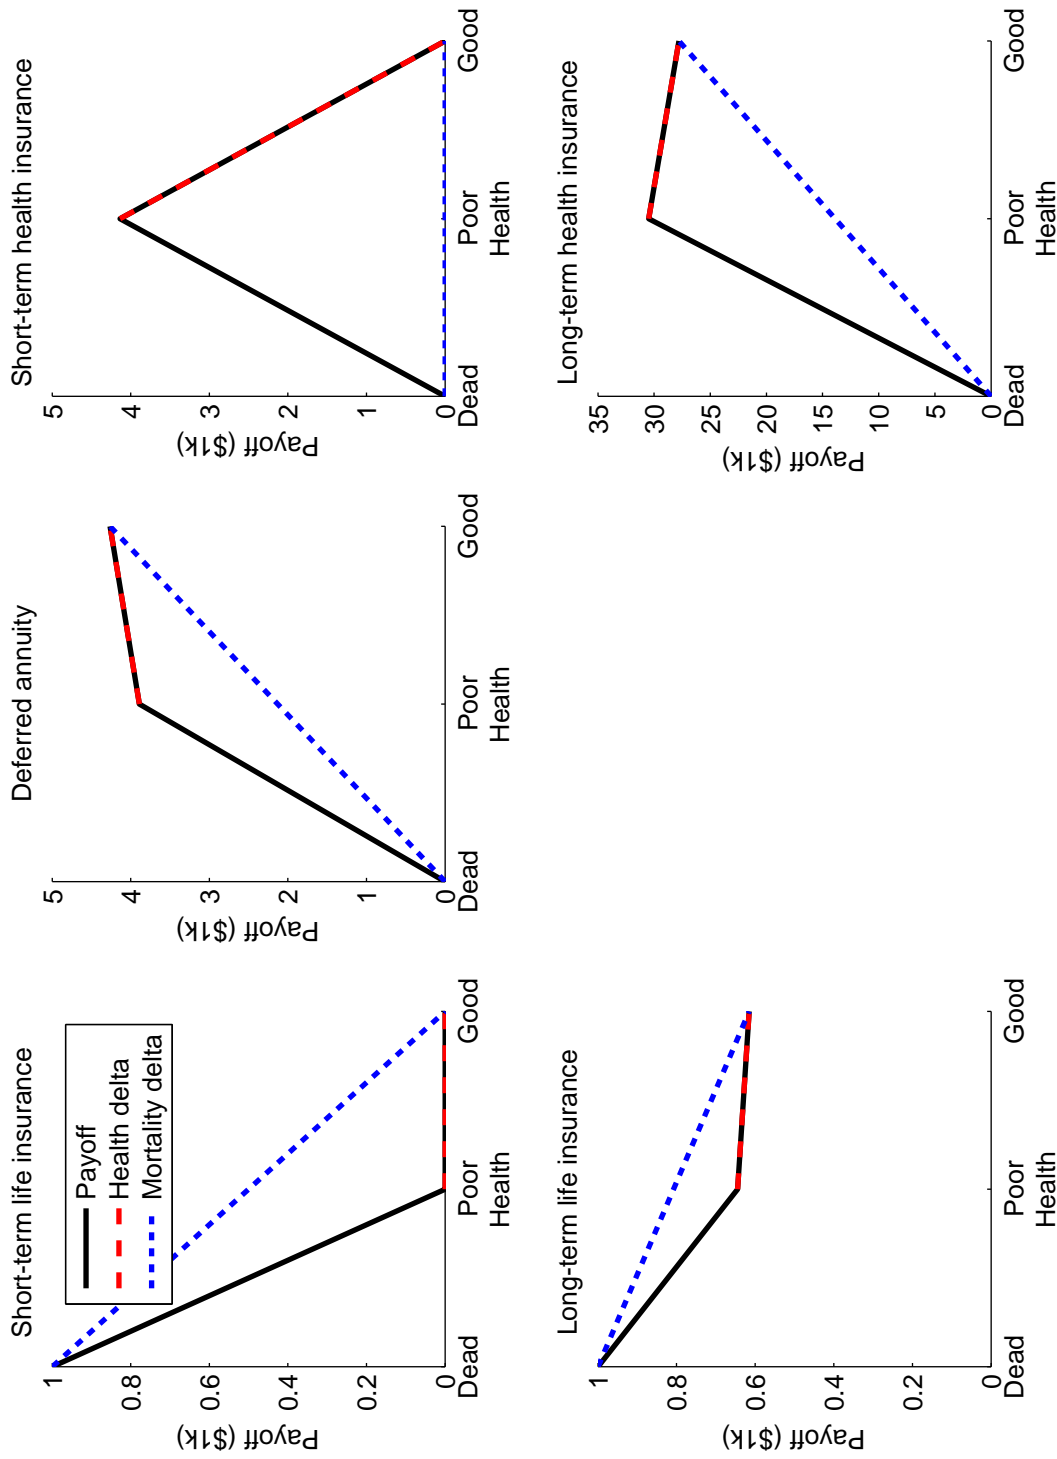 Short-term life insurance
Payoff
Health delta
Mortality delta
Payoff ($1k)
1
0.8
0.6
0.4
0.2
0
Dead
Poor
Good
Health
Deferred annuity
Payoff ($1k)
5
4
3
2
1
0
Dead
Poor
Good
Health
Short-term health insurance
Payoff ($1k)
5
4
3
2
1
0
Dead
Poor
Good
Health
Long-term life insurance
Payoff ($1k)
1
0.8
0.6
0.4
0.2
0
Dead
Poor
Good
Health
Long-term health insurance
Payoff ($1k)
35
30
25
20
15
10
5
0
Dead
Poor
Good
Health